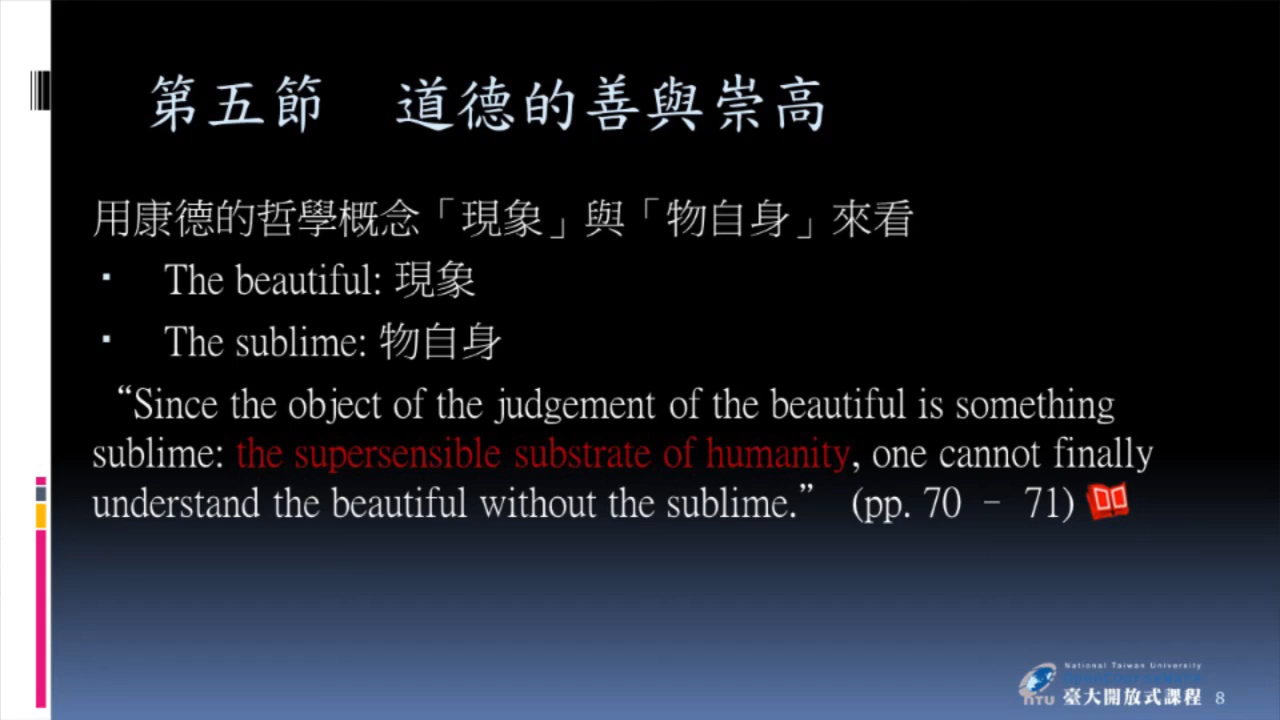 第五節　道德的善與崇高
用康德的哲學概念「現象」與「物自身」來看
▪ The beautiful: 現象
▪ The sublime: 物自身
“Since the object of the judgement of the beautiful is something
sublime: the supersensible substrate of humanity, one cannot finally
understand the beautiful without the sublime.” (pp. 70 – 71)
National Taiwan University
NTU 臺大開放式課程 8